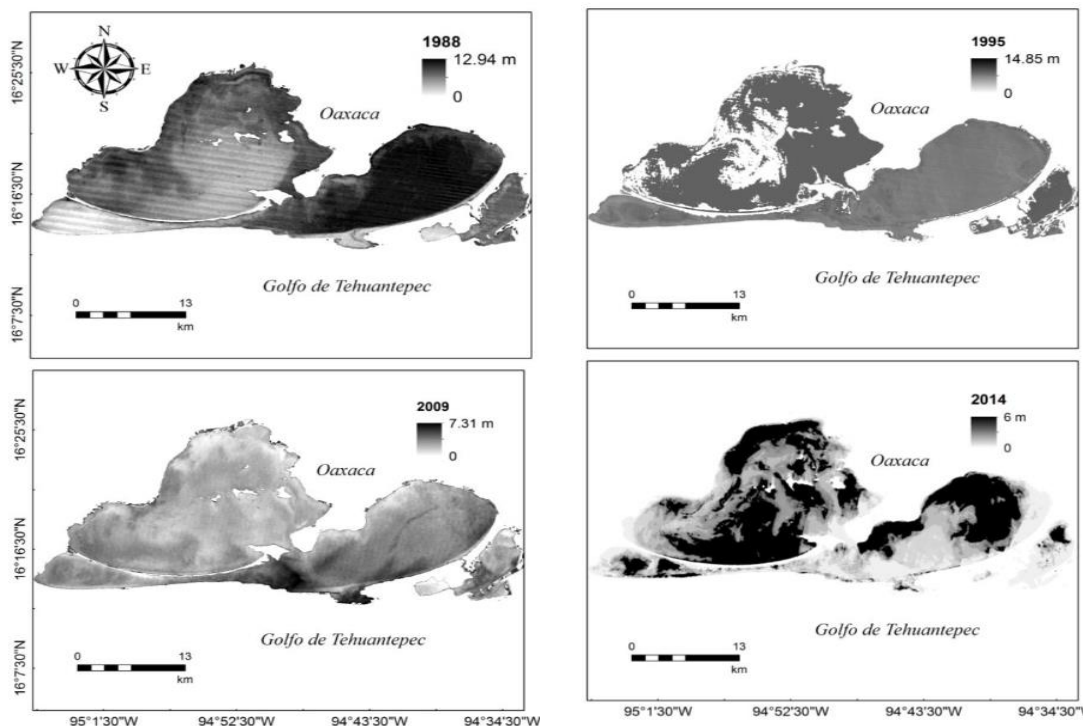 N
W E
S
1988
12.94 m
0
Oaxaca
Golfo de Tehuantepec
0 13
km
16°25'30"N
16°16'30"N
16°7'30"N
1995
14.85 m
0
Oaxaca
Golfo de Tehuantepec
0 13
km
2009
7.31 m
0
Oaxaca
Golfo de Tehuantepec
0 13
km
16°25'30"N
16°16'30"N
16°7'30"N
95°1'30"W 94°52'30"W 94°43'30"W 94°34'30"W
2014
6 m
0
Oaxaca
Golfo de Tehuantepec
0 13
km
95°1'30"W 94°52'30"W 94°43'30"W 94°34'30"W